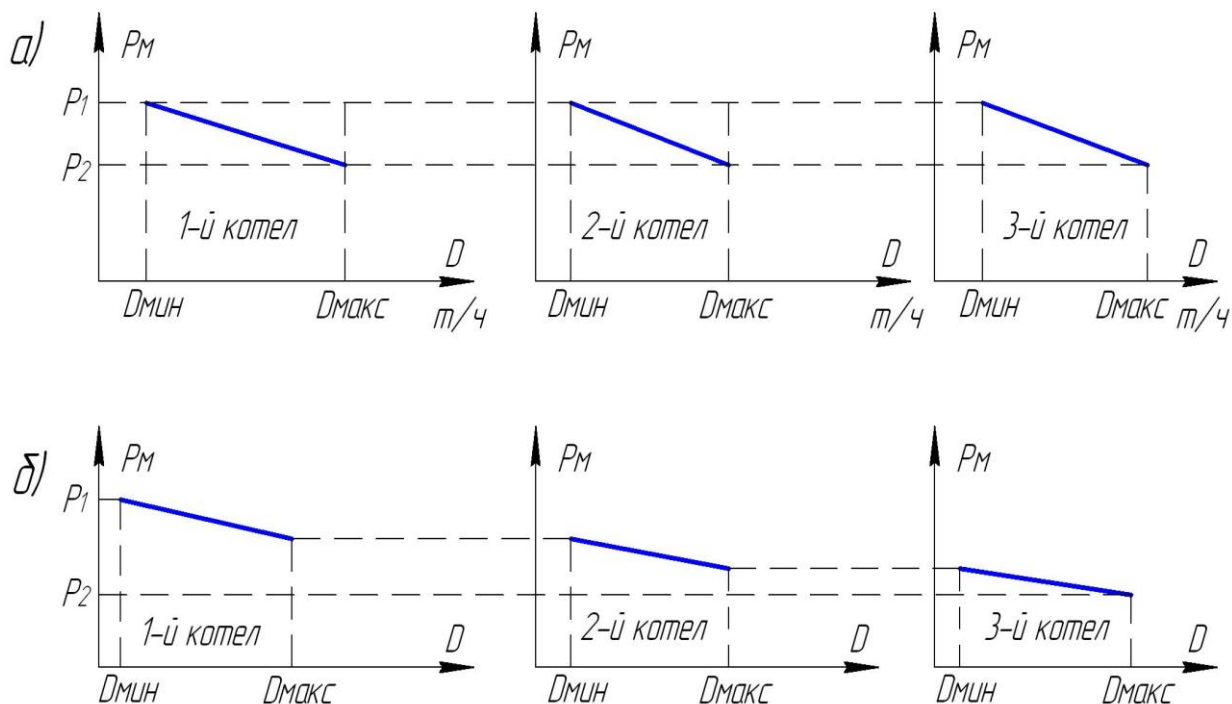 а)
Рм
Рм
Рм
Р1
Р2
1-й котел
2-й котел
3-й котел
D
D
D
Dмин
Dмакс
т/ч
Dмин
Dмакс
т/ч
Dмин
Dмакс
т/ч
б)
Рм
Рм
Рм
Р1
Р2
1-й котел
2-й котел
3-й котел
D
D
D
Dмин
Dмакс
Dмин
Dмакс
Dмин
Dмакс